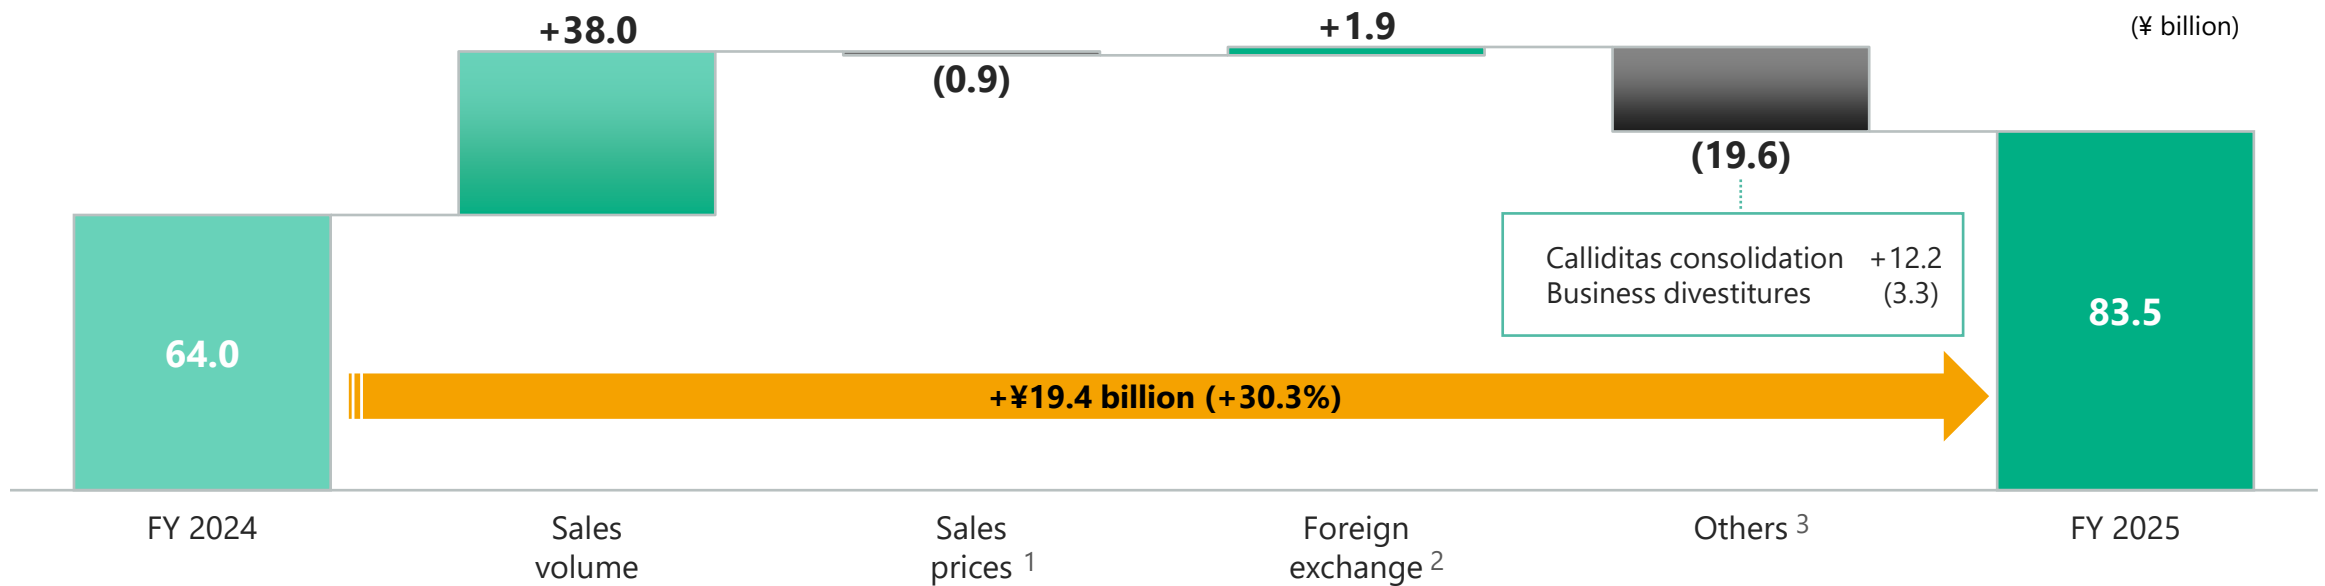 (¥ billion)
+38.0
(0.9)
+1.9
(19.6)
Calliditas consolidation +12.2
Business divestitures (3.3)
64.0
83.5
+¥19.4 billion (+30.3%)
FY 2024
Sales
volume
Sales
prices 1
Foreign
exchange 2
Others 3
FY 2025